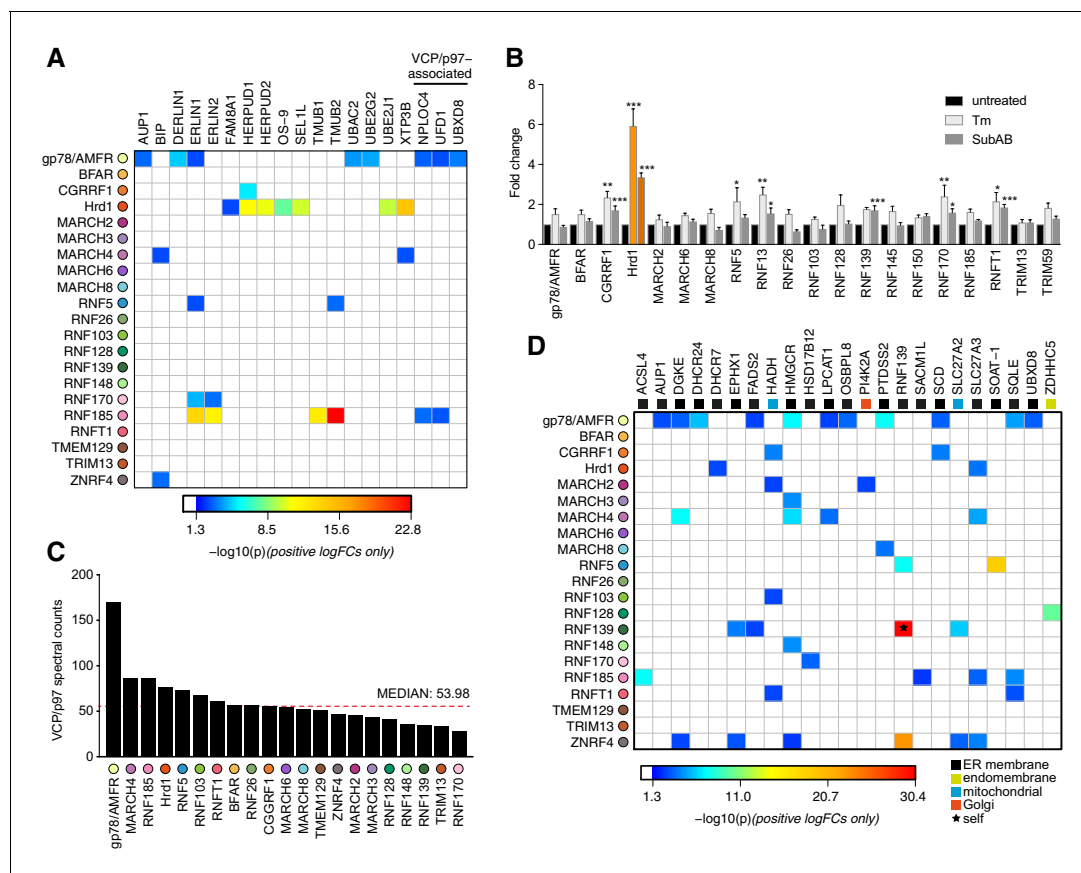 A
VCP/p97–
associated
AUP1
BIP
DERLIN1
ERLIN1
ERLIN2
FAM8A1
HERPUD1
HERPUD2
OS-9
SEL1L
TMUB1
TMUB2
UBAC2
UBE2G2
UBE2J1
XTP3B
NPLOC4
UFD1
UBXD8
gp78/AMFR
BFAR
CGRRF1
Hrd1
MARCH2
MARCH3
MARCH4
MARCH6
MARCH8
RNF5
RNF26
RNF103
RNF128
RNF139
RNF148
RNF170
RNF185
RNFT1
TMEM129
TRIM13
ZNRF4
1.3 8.5 15.6 22.8
–log10(p)(positive logFCs only)
B
Fold change
8
6
4
2
0
untreated
Tm
SubAB
** ***
*** ***
*
** *
***
** *
* ***
gp78/AMFR
BFAR
CGRRF1
Hrd1
MARCH2
MARCH6
MARCH8
RNF5
RNF13
RNF26
RNF103
RNF128
RNF139
RNF145
RNF150
RNF170
RNF185
RNFT1
TRIM13
TRIM59
C
VCP/p97 spectral counts
200
150
100
50
0
MEDIAN: 53.98
gp78/AMFR
MARCH4
RNF185
Hrd1
RNF5
RNF103
RNFT1
BFAR
RNF26
CGGRF1
MARCH6
MARCH8
TMEM129
ZNRF4
MARCH2
MARCH3
RNF128
RNF148
RNF139
TRIM13
RNF170
D
ACSL4
AUP1
DGKE
DHCR24
DHCR7
EPHX1
FADS2
HADH
HMGCR
HSD17B12
LPCAT1
OSBPL8
PI4K2A
PTDSS2
RNF139
SACM1L
SCD
SLC27A2
SLC27A3
SOAT-1
SQLE
UBXD8
ZDHHC5
gp78/AMFR
BFAR
CGRRF1
Hrd1
MARCH2
MARCH3
MARCH4
MARCH6
MARCH8
RNF5
RNF26
RNF103
RNF128
RNF139
RNF148
RNF170
RNF185
RNFT1
TMEM129
TRIM13
ZNRF4
1.3 11.0 20.7 30.4
–log10(p)(positive logFCs only)
ER membrane
endomembrane
mitochondrial
Golgi
self